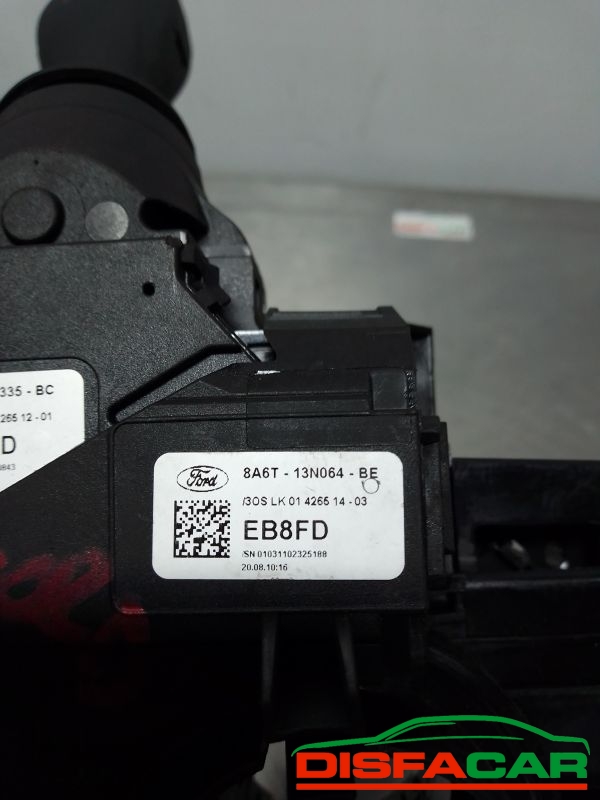 335 - BC
265 12 - 01
D
0843
Ford
8A6T - 13N064 - BE
/3OS LK 01 4265 14 - 03
EB8FD
/SN 01031102325188
20.08.10:16
DISFACAR